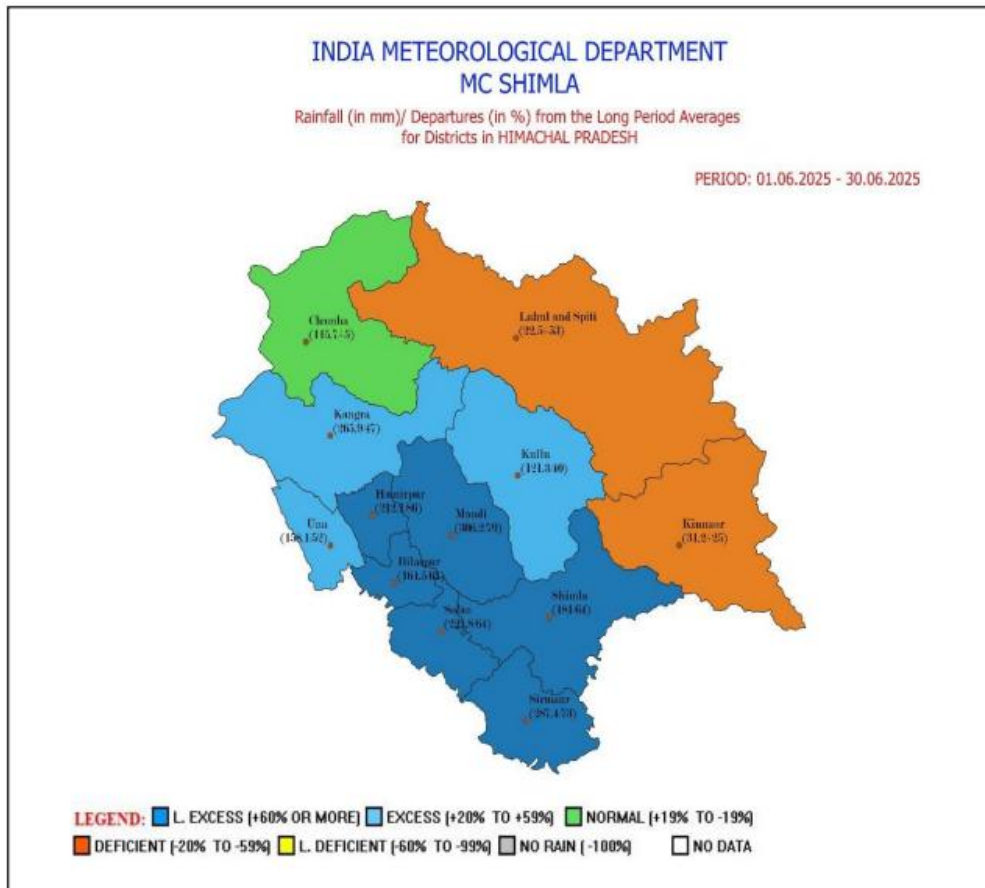 INDIA METEOROLOGICAL DEPARTMENT
MC SHIMLA
Rainfall (in mm)/ Departures (in %) from the Long Period Averages
for Districts in HIMACHAL PRADESH
PERIOD: 01.06.2025 - 30.06.2025
Chamba
Lahul and Spiti
Kangra
Kullu
Hamirpur
Mandi
Una
Kinnaur
Bilaspur
Shimla
Solan
Sirmaur
LEGEND: L. EXCESS (+60% OR MORE) EXCESS (+20% TO +59%) NORMAL (+19% TO -19%)
DEFICIENT (-20% TO -59%) L. DEFICIENT (-60% TO -99%) NO RAIN (-100%) NO DATA